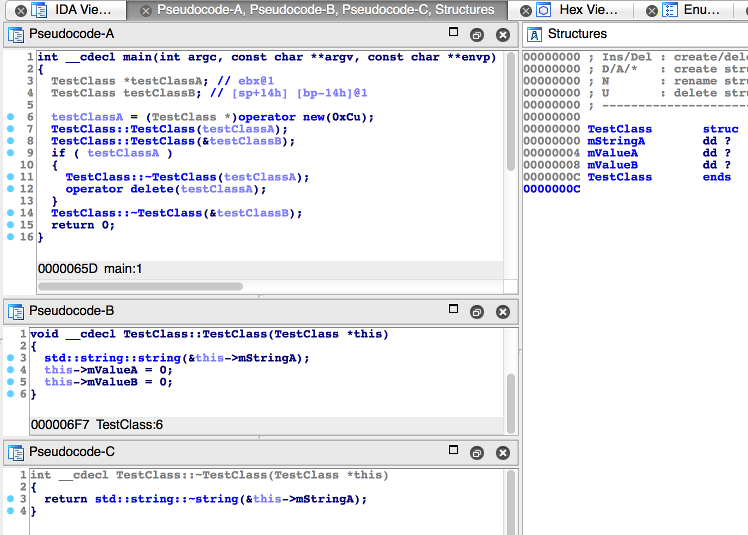 IDA Vie...
Pseudocode-A, Pseudocode-B, Pseudocode-C, Structures
Hex Vie...
Enu...
Pseudocode-A
1 int __cdecl main(int argc, const char **argv, const char **envp)
2 {
3   TestClass *testClassA; // ebx@1
4   TestClass testClassB; // [sp+14h] [bp-14h]@1
5
6   testClassA = (TestClass *)operator new(0xCu);
7   TestClass::TestClass(testClassA);
8   TestClass::TestClass(&testClassB);
9   if ( testClassA )
10   {
11     TestClass::~TestClass(testClassA);
12     operator delete(testClassA);
13   }
14   TestClass::~TestClass(&testClassB);
15   return 0;
16 }
0000065D main:1
Pseudocode-B
1 void __cdecl TestClass::TestClass(TestClass *this)
2 {
3   std::string::string(&this->mStringA);
4   this->mValueA = 0;
5   this->mValueB = 0;
6 }
000006F7 TestClass:6
Pseudocode-C
1 int __cdecl TestClass::~TestClass(TestClass *this)
2 {
3   return std::string::~string(&this->mStringA);
4 }
Structures
00000000 ; Ins/Del : create/dele
00000000 ; D/A/* : create stru
00000000 ; N : rename stru
00000000 ; U : delete stru
00000000 ; ---------------------
00000000
00000000 TestClass struc
00000000 mStringA dd ?
00000004 mValueA dd ?
00000008 mValueB dd ?
0000000C TestClass ends
0000000C